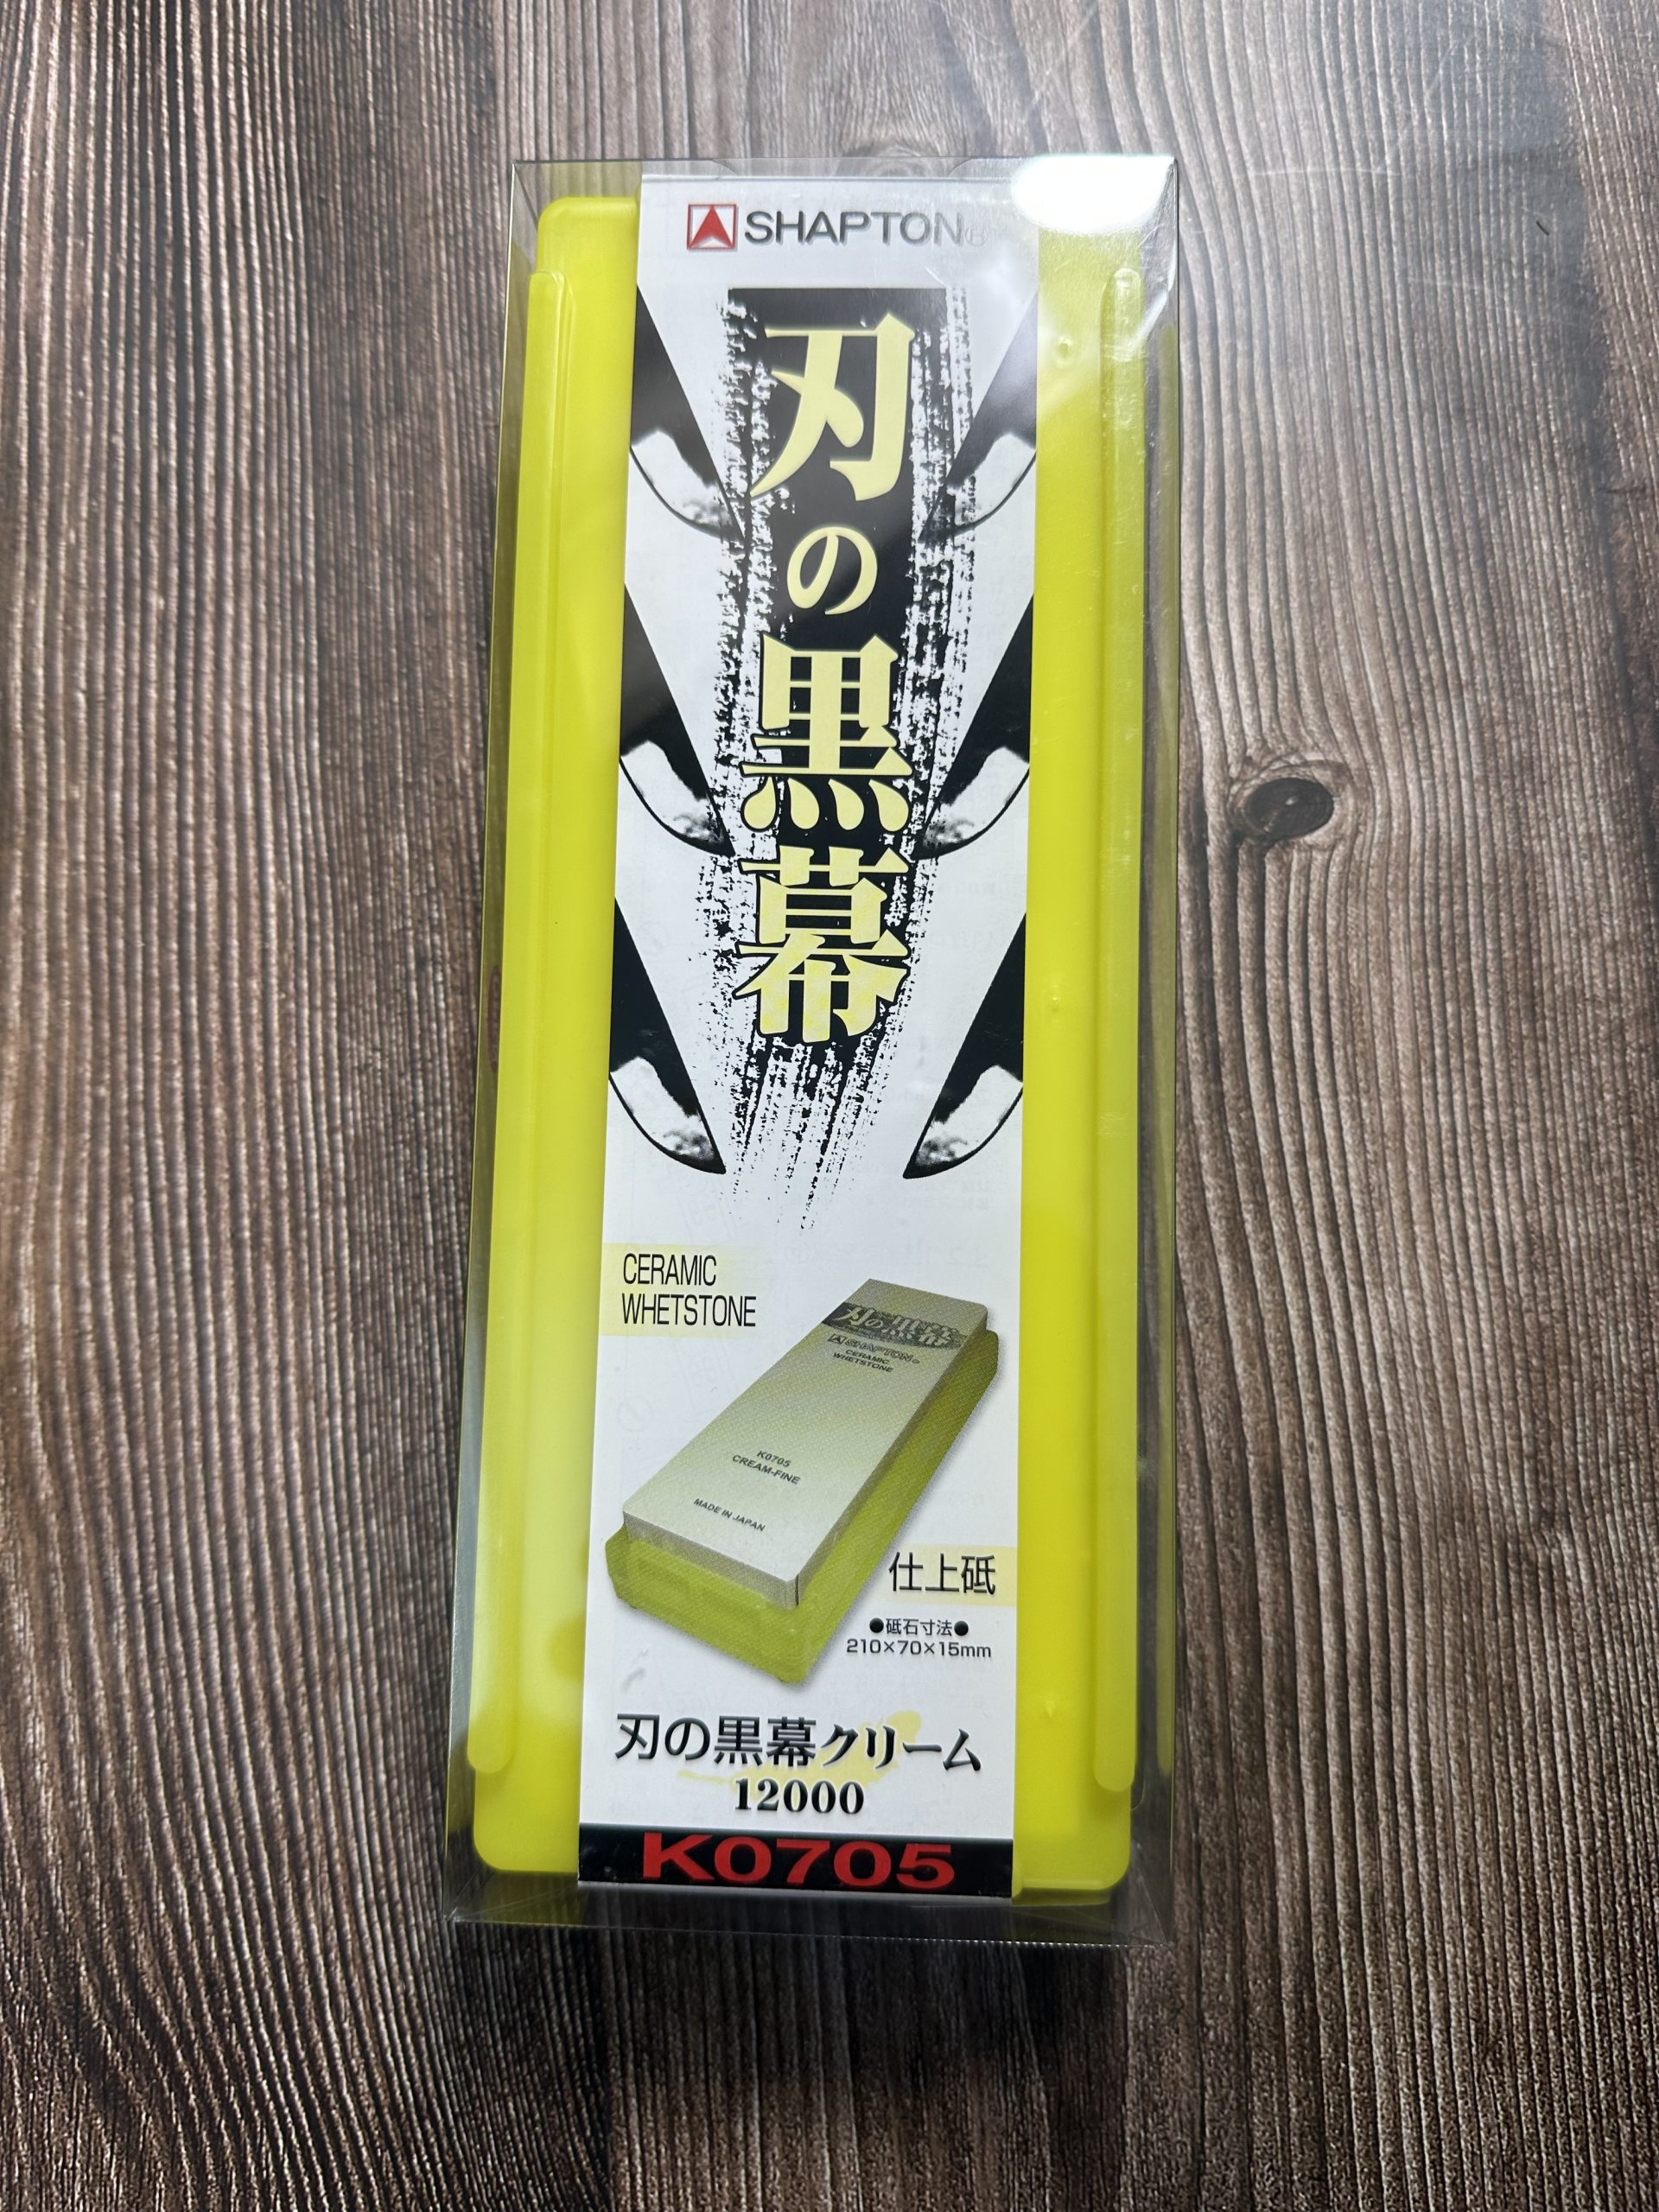 SHAPTON®
刃の黒幕
CERAMIC
WHETSTONE
刃の黒幕
SHAPTON®
CERAMIC
WHETSTONE
K0705
CREAM-FINE
MADE IN JAPAN
仕上砥
●砥石寸法●
210×70×15mm
刃の黒幕クリーム
12000
K0705